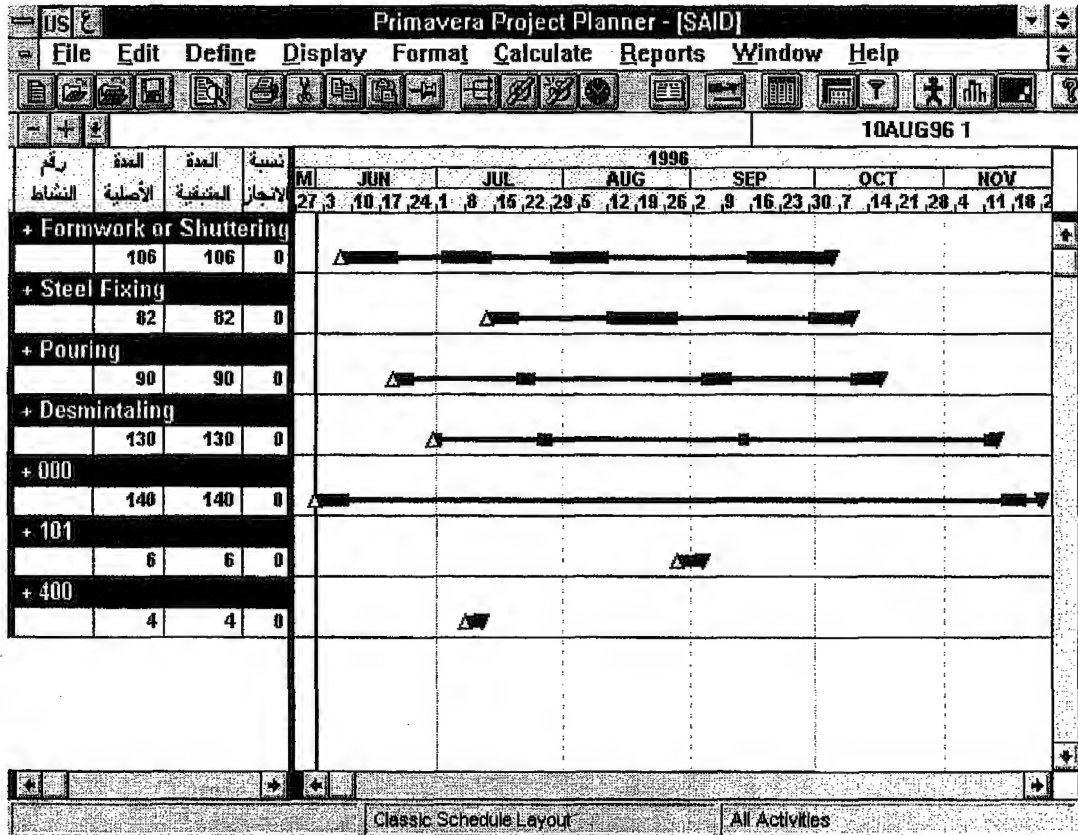 US خ
Primavera Project Planner - [SAID]
File Edit Define Display Format Calculate Reports Window Help
10AUG96 1
رقم النشاط
المدة الأصلية
المدة المتبقية
نسبة الانجاز
1996
M JUN JUL AUG SEP OCT NOV
27 3 10 17 24 1 8 15 22 29 5 12 19 26 2 9 16 23 30 7 14 21 28 4 11 18 2
+ Formwork or Shuttering
106 106 0
+ Steel Fixing
82 82 0
+ Pouring
90 90 0
+ Desmintaling
130 130 0
+ 000
140 140 0
+ 101
6 6 0
+ 400
4 4 0
Classic Schedule Layout All Activities